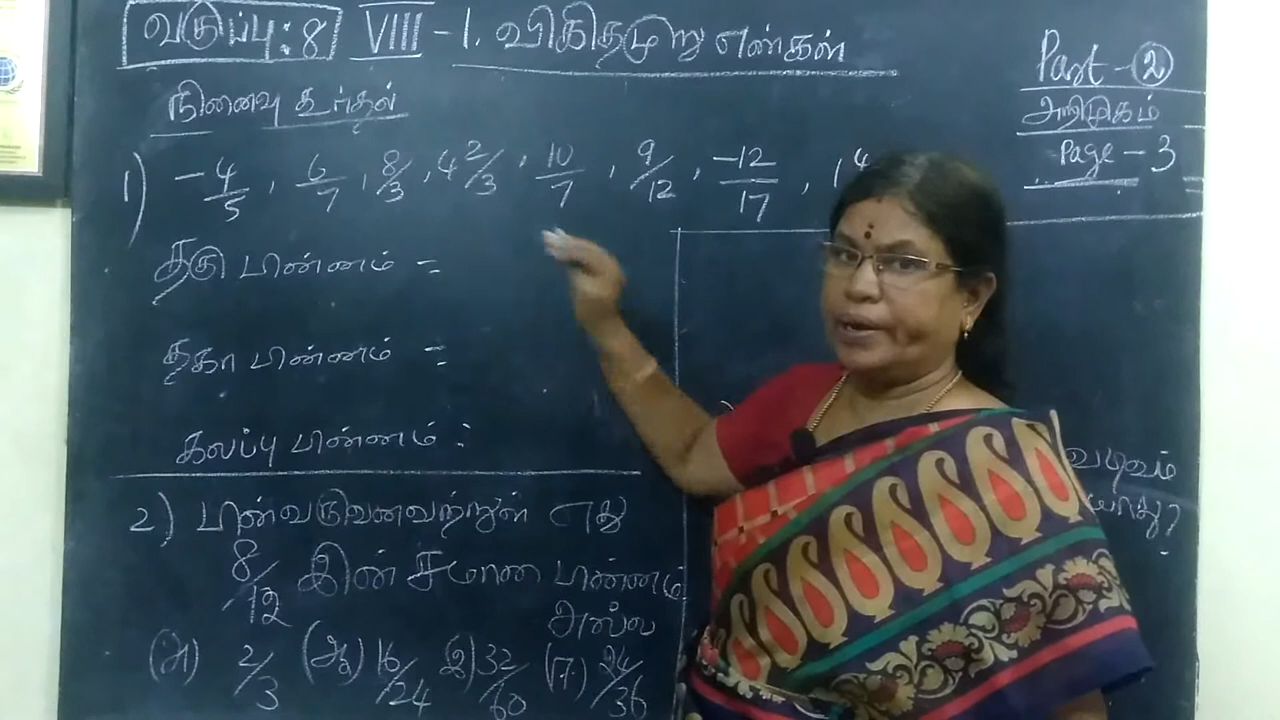 வகுப்பு: 8 VIII - 1. விகிதமுறு எண்கள்
Part - 2
அறிமுகம்
Page - 3
நினைவு கூர்தல்
1) -4/5, 6/7, 8/3, 4 2/3, 10/7, 9/12, -12/17, 1 4
தகு பின்னம் =
தகா பின்னம் =
கலப்பு பின்னம் :
2) பின்வருவனவற்றுள் எது
8/12 இன் சமான பின்னம்
அல்ல
(அ) 2/3 (ஆ) 16/24 இ) 32/60 (ஈ) 24/36
வடிவம்
யாது?